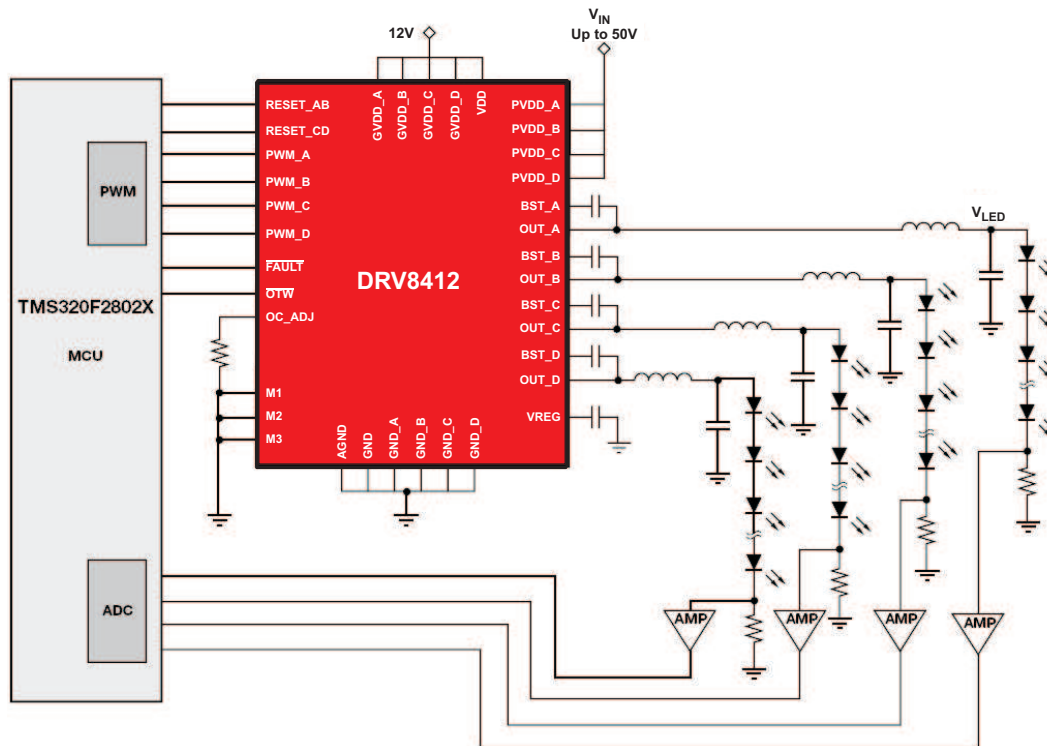 V_IN
Up to 50V
12V
GVDD_A
GVDD_B
GVDD_C
GVDD_D
VDD
RESET_AB
RESET_CD
PWM_A
PWM_B
PWM_C
PWM_D
FAULT
OTW
OC_ADJ
M1
M2
M3
PWM
TMS320F2802X
MCU
ADC
DRV8412
PVDD_A
PVDD_B
PVDD_C
PVDD_D
BST_A
OUT_A
BST_B
OUT_B
BST_C
OUT_C
BST_D
OUT_D
VREG
AGND
GND
GND_A
GND_B
GND_C
GND_D
V_LED
AMP
AMP
AMP
AMP